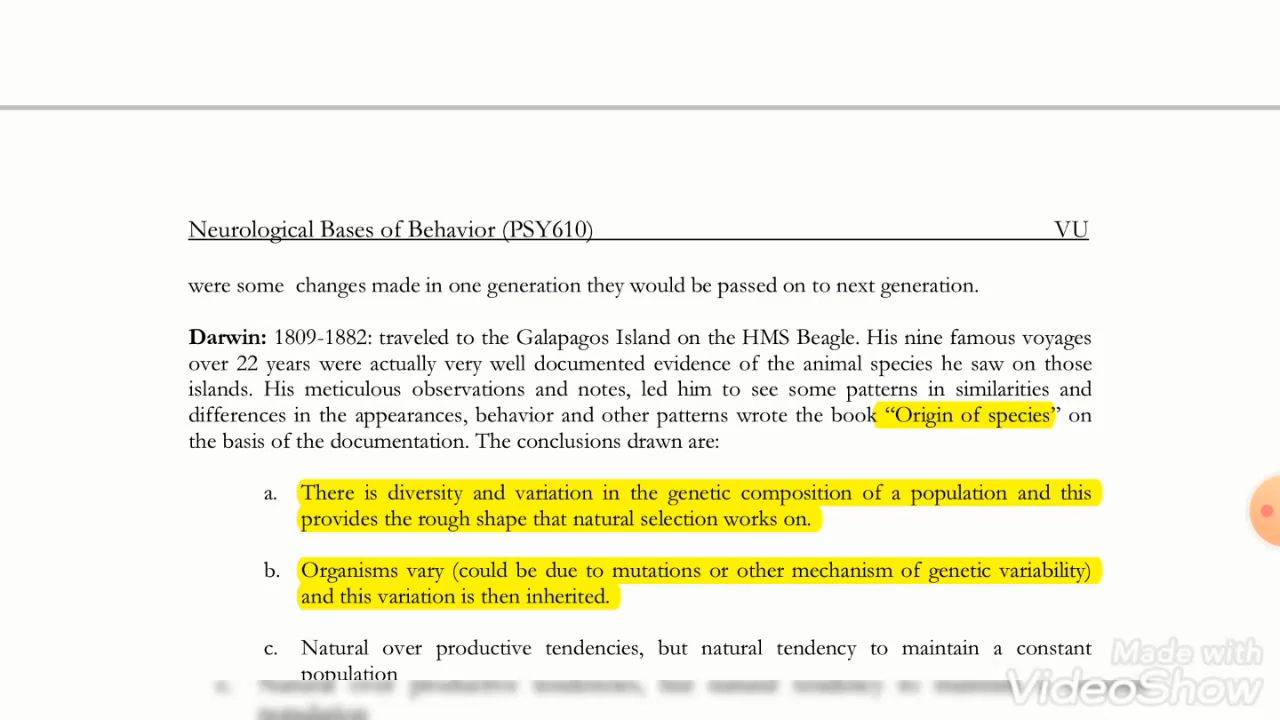 Neurological Bases of Behavior (PSY610) VU
were some changes made in one generation they would be passed on to next generation.
Darwin: 1809-1882: traveled to the Galapagos Island on the HMS Beagle. His nine famous voyages
over 22 years were actually very well documented evidence of the animal species he saw on those
islands. His meticulous observations and notes, led him to see some patterns in similarities and
differences in the appearances, behavior and other patterns wrote the book “Origin of species” on
the basis of the documentation. The conclusions drawn are:
a. There is diversity and variation in the genetic composition of a population and this
provides the rough shape that natural selection works on.
b. Organisms vary (could be due to mutations or other mechanism of genetic variability)
and this variation is then inherited.
c. Natural over productive tendencies, but natural tendency to maintain a constant
population
Made with
VideoShow